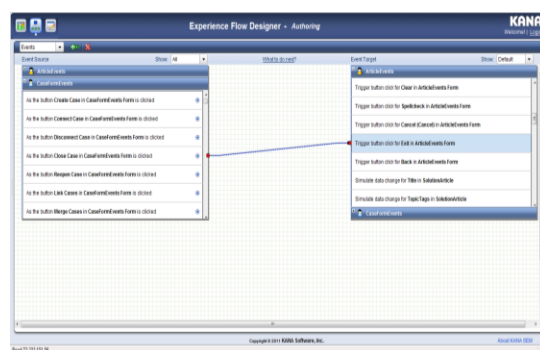 Experience Flow Designer - Authoring
KANA
Welcome! |
Events
Event Source
Show: All
What to do next?
Event Target
Show: Default
ArticleEvents
CaseFormEvents
As the button Create Case in CaseFormEvents Form is clicked
As the button Connect Case in CaseFormEvents Form is clicked
As the button Disconnect Case in CaseFormEvents Form is clicked
As the button Close Case in CaseFormEvents Form is clicked
As the button Reopen Case in CaseFormEvents Form is clicked
As the button Link Cases in CaseFormEvents Form is clicked
As the button Merge Cases in CaseFormEvents Form is clicked
ArticleEvents
Trigger button click for Clear in ArticleEvents Form
Trigger button click for Spellcheck in ArticleEvents Form
Trigger button click for Cancel (Cancel) in ArticleEvents Form
Trigger button click for Exit in ArticleEvents Form
Trigger button click for Back in ArticleEvents Form
Simulate data change for Title in SolutionArticle
Simulate data change for TopicTags in SolutionArticle
CaseFormEvents
Copyright © 2011 KANA Software, Inc.
About KANA SEM